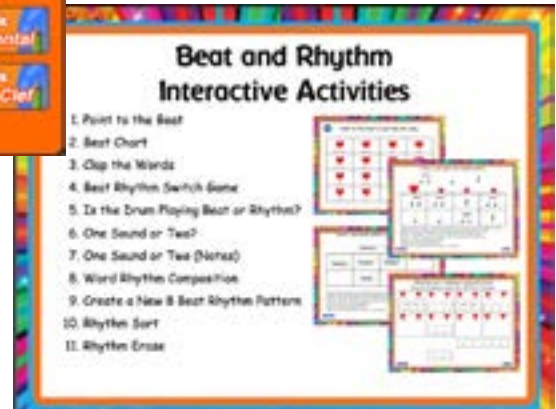 Clef
Beat and Rhythm
Interactive Activities
1. Point to the Beat
2. Beat Chart
3. Clap the Words
4. Beat Rhythm Switch Game
5. Is the Drum Playing Beat or Rhythm?
6. One Sound or Two?
7. One Sound or Two (Notes)
8. Word Rhythm Composition
9. Create a New 8 Beat Rhythm Pattern
10. Rhythm Sort
11. Rhythm Erase